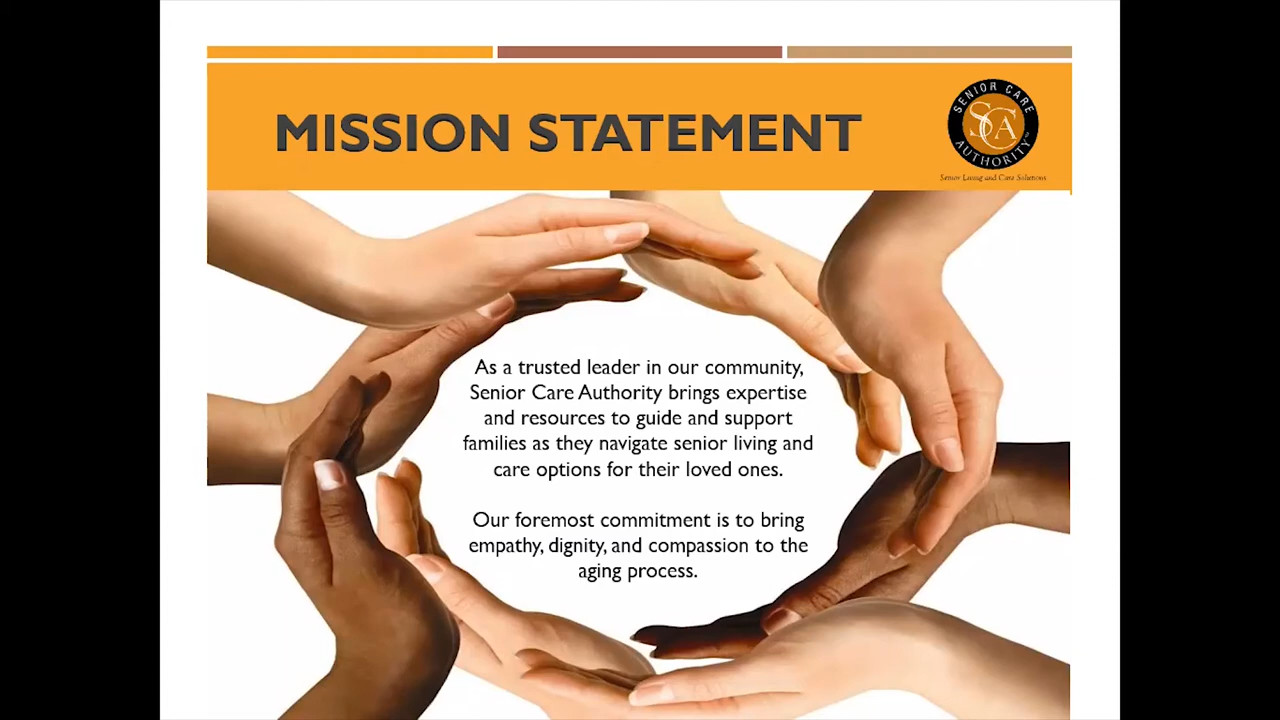 MISSION STATEMENT
SENIOR CARE
SCA
AUTHORITY
Senior Living and Care Solutions
As a trusted leader in our community,
Senior Care Authority brings expertise
and resources to guide and support
families as they navigate senior living and
care options for their loved ones.
Our foremost commitment is to bring
empathy, dignity, and compassion to the
aging process.